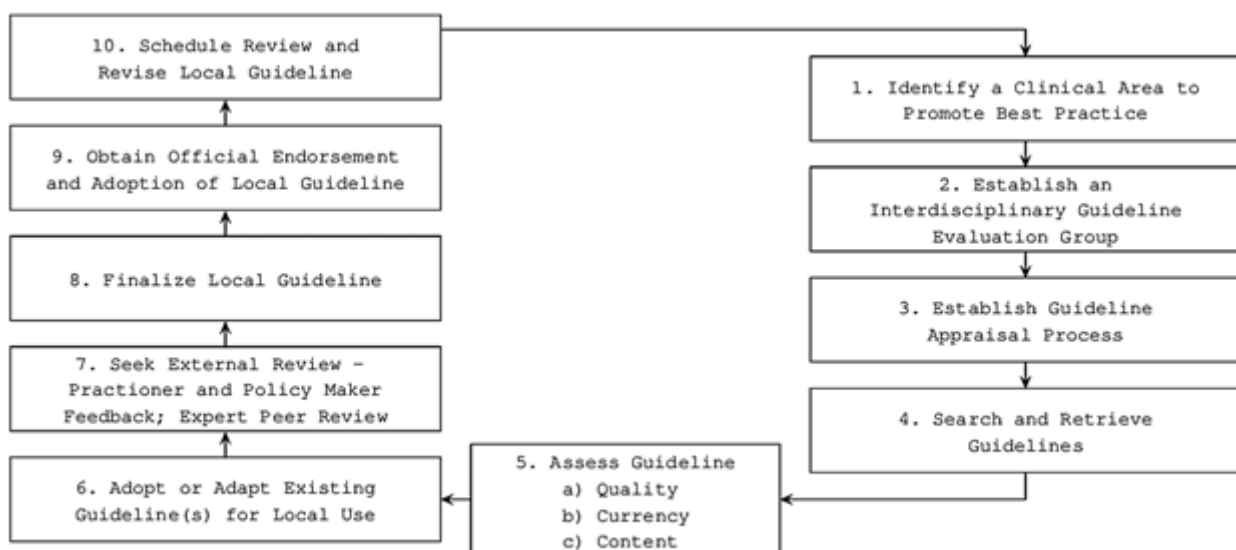 10. Schedule Review and
Revise Local Guideline
1. Identify a Clinical Area to
Promote Best Practice
9. Obtain Official Endorsement
and Adoption of Local Guideline
2. Establish an
Interdisciplinary Guideline
Evaluation Group
8. Finalize Local Guideline
3. Establish Guideline
Appraisal Process
7. Seek External Review –
Practioner and Policy Maker
Feedback; Expert Peer Review
4. Search and Retrieve
Guidelines
5. Assess Guideline
a) Quality
b) Currency
c) Content
6. Adopt or Adapt Existing
Guideline(s) for Local Use